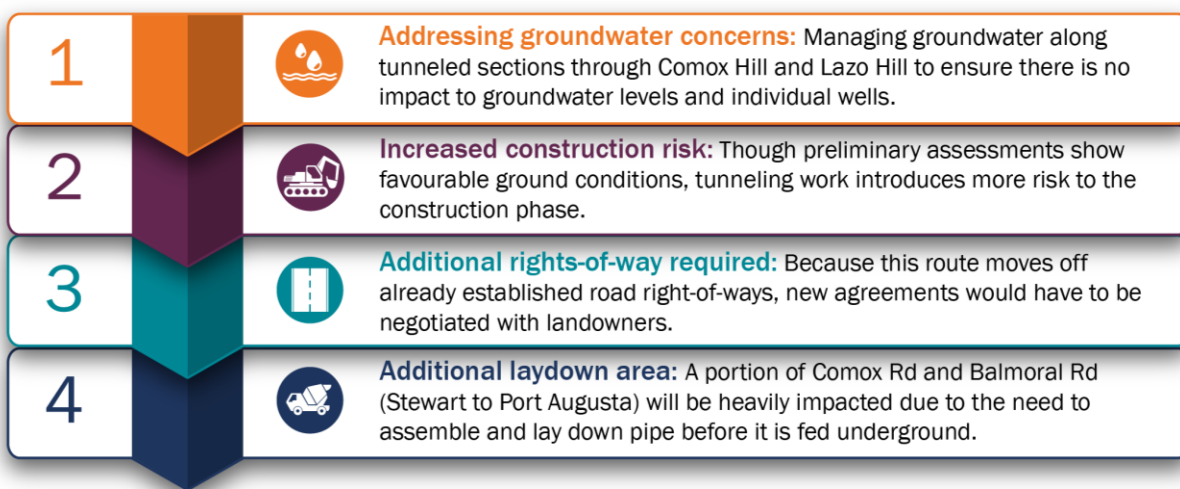 1
Addressing groundwater concerns: Managing groundwater along
tunneled sections through Comox Hill and Lazo Hill to ensure there is no
impact to groundwater levels and individual wells.
2
Increased construction risk: Though preliminary assessments show
favourable ground conditions, tunneling work introduces more risk to the
construction phase.
3
Additional rights-of-way required: Because this route moves off
already established road right-of-ways, new agreements would have to be
negotiated with landowners.
4
Additional laydown area: A portion of Comox Rd and Balmoral Rd
(Stewart to Port Augusta) will be heavily impacted due to the need to
assemble and lay down pipe before it is fed underground.